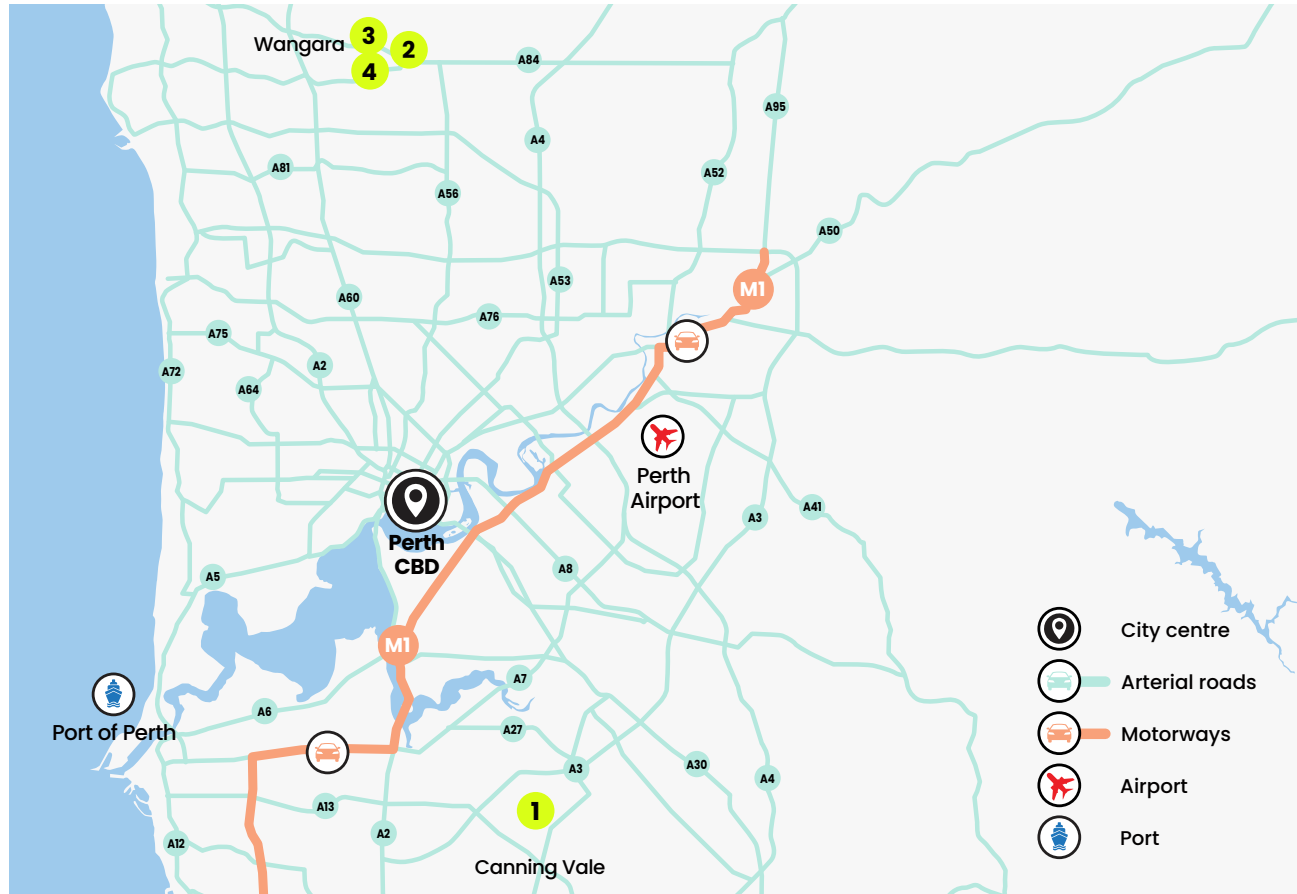 3
Wangara
2
4
A84
A95
A4
A81
A52
A56
A50
A53
M1
A60
A76
A75
A2
A72
A64
Perth
Airport
A41
A3
Perth
CBD
A8
A5
City centre
M1
A7
Arterial roads
A6
Port of Perth
A27
Motorways
A3
A30
A4
Airport
A13
1
A2
A12
Port
Canning Vale